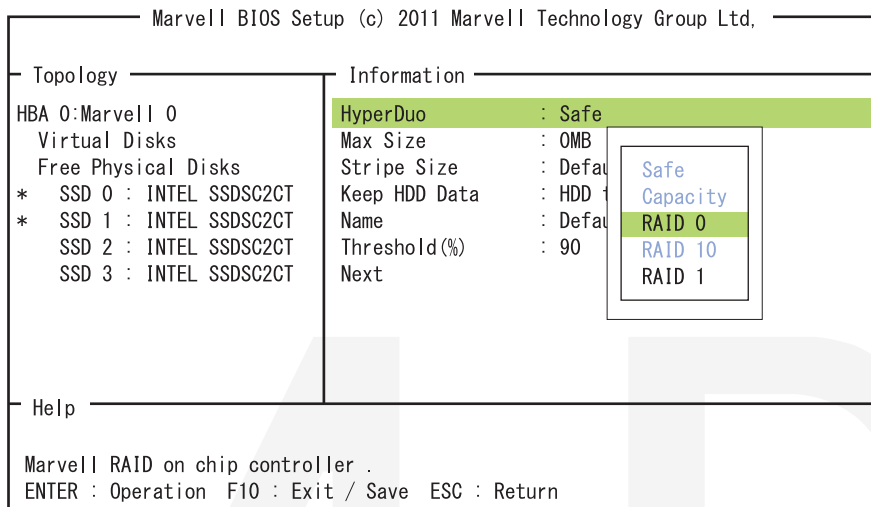 Marvell BIOS Setup (c) 2011 Marvell Technology Group Ltd,
Topology
HBA 0:Marvell 0
Virtual Disks
Free Physical Disks
* SSD 0 : INTEL SSDSC2CT
* SSD 1 : INTEL SSDSC2CT
SSD 2 : INTEL SSDSC2CT
SSD 3 : INTEL SSDSC2CT
Information
HyperDuo : Safe
Max Size : 0MB
Stripe Size : Defau
Keep HDD Data : HDD t
Name : Defau
Threshold(%) : 90
Next
Safe
Capacity
RAID 0
RAID 10
RAID 1
Help
Marvell RAID on chip controller .
ENTER : Operation F10 : Exit / Save ESC : Return